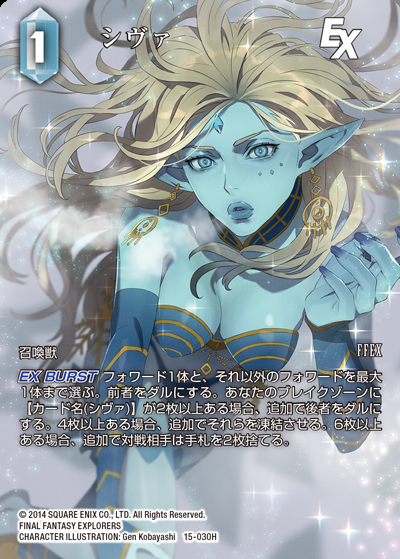 1
シヴァ
EX
召喚獣
FFEX
EX BURST フォワード1体と、それ以外のフォワードを最大
1体まで選ぶ。前者をダルにする。あなたのブレイクゾーンに
【カード名(シヴァ)】が2枚以上ある場合、追加で後者をダルに
する。4枚以上ある場合、追加でそれらを凍結させる。6枚以上
ある場合、追加で対戦相手は手札を2枚捨てる。
© 2014 SQUARE ENIX CO., LTD. All Rights Reserved.
FINAL FANTASY EXPLORERS
CHARACTER ILLUSTRATION: Gen Kobayashi 15-030H